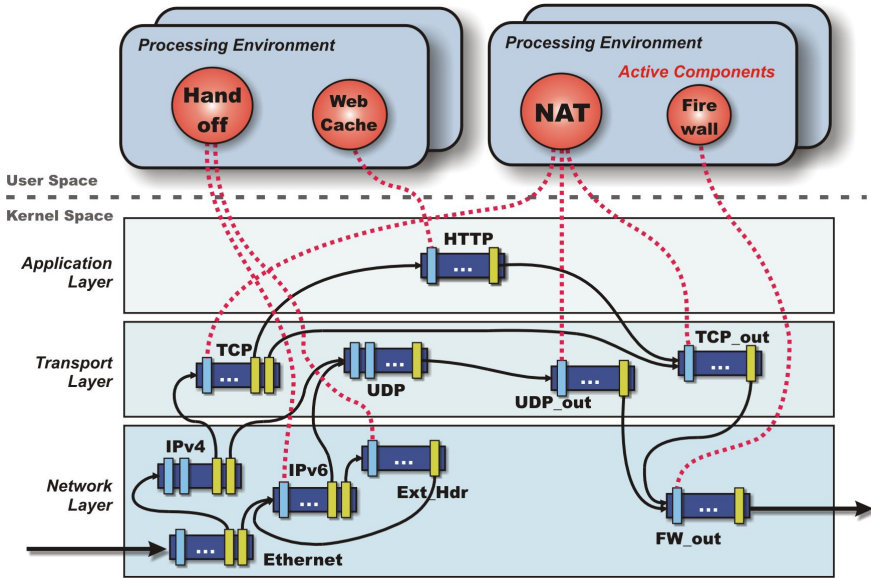 Processing Environment
Processing Environment
Active Components
Hand
off
Web
Cache
NAT
Fire
wall
User Space
Kernel Space
Application
Layer
HTTP
...
Transport
Layer
TCP
...
UDP
...
UDP_out
...
TCP_out
Network
Layer
IPv4
...
IPv6
...
...
Ext_Hdr
...
Ethernet
...
FW_out